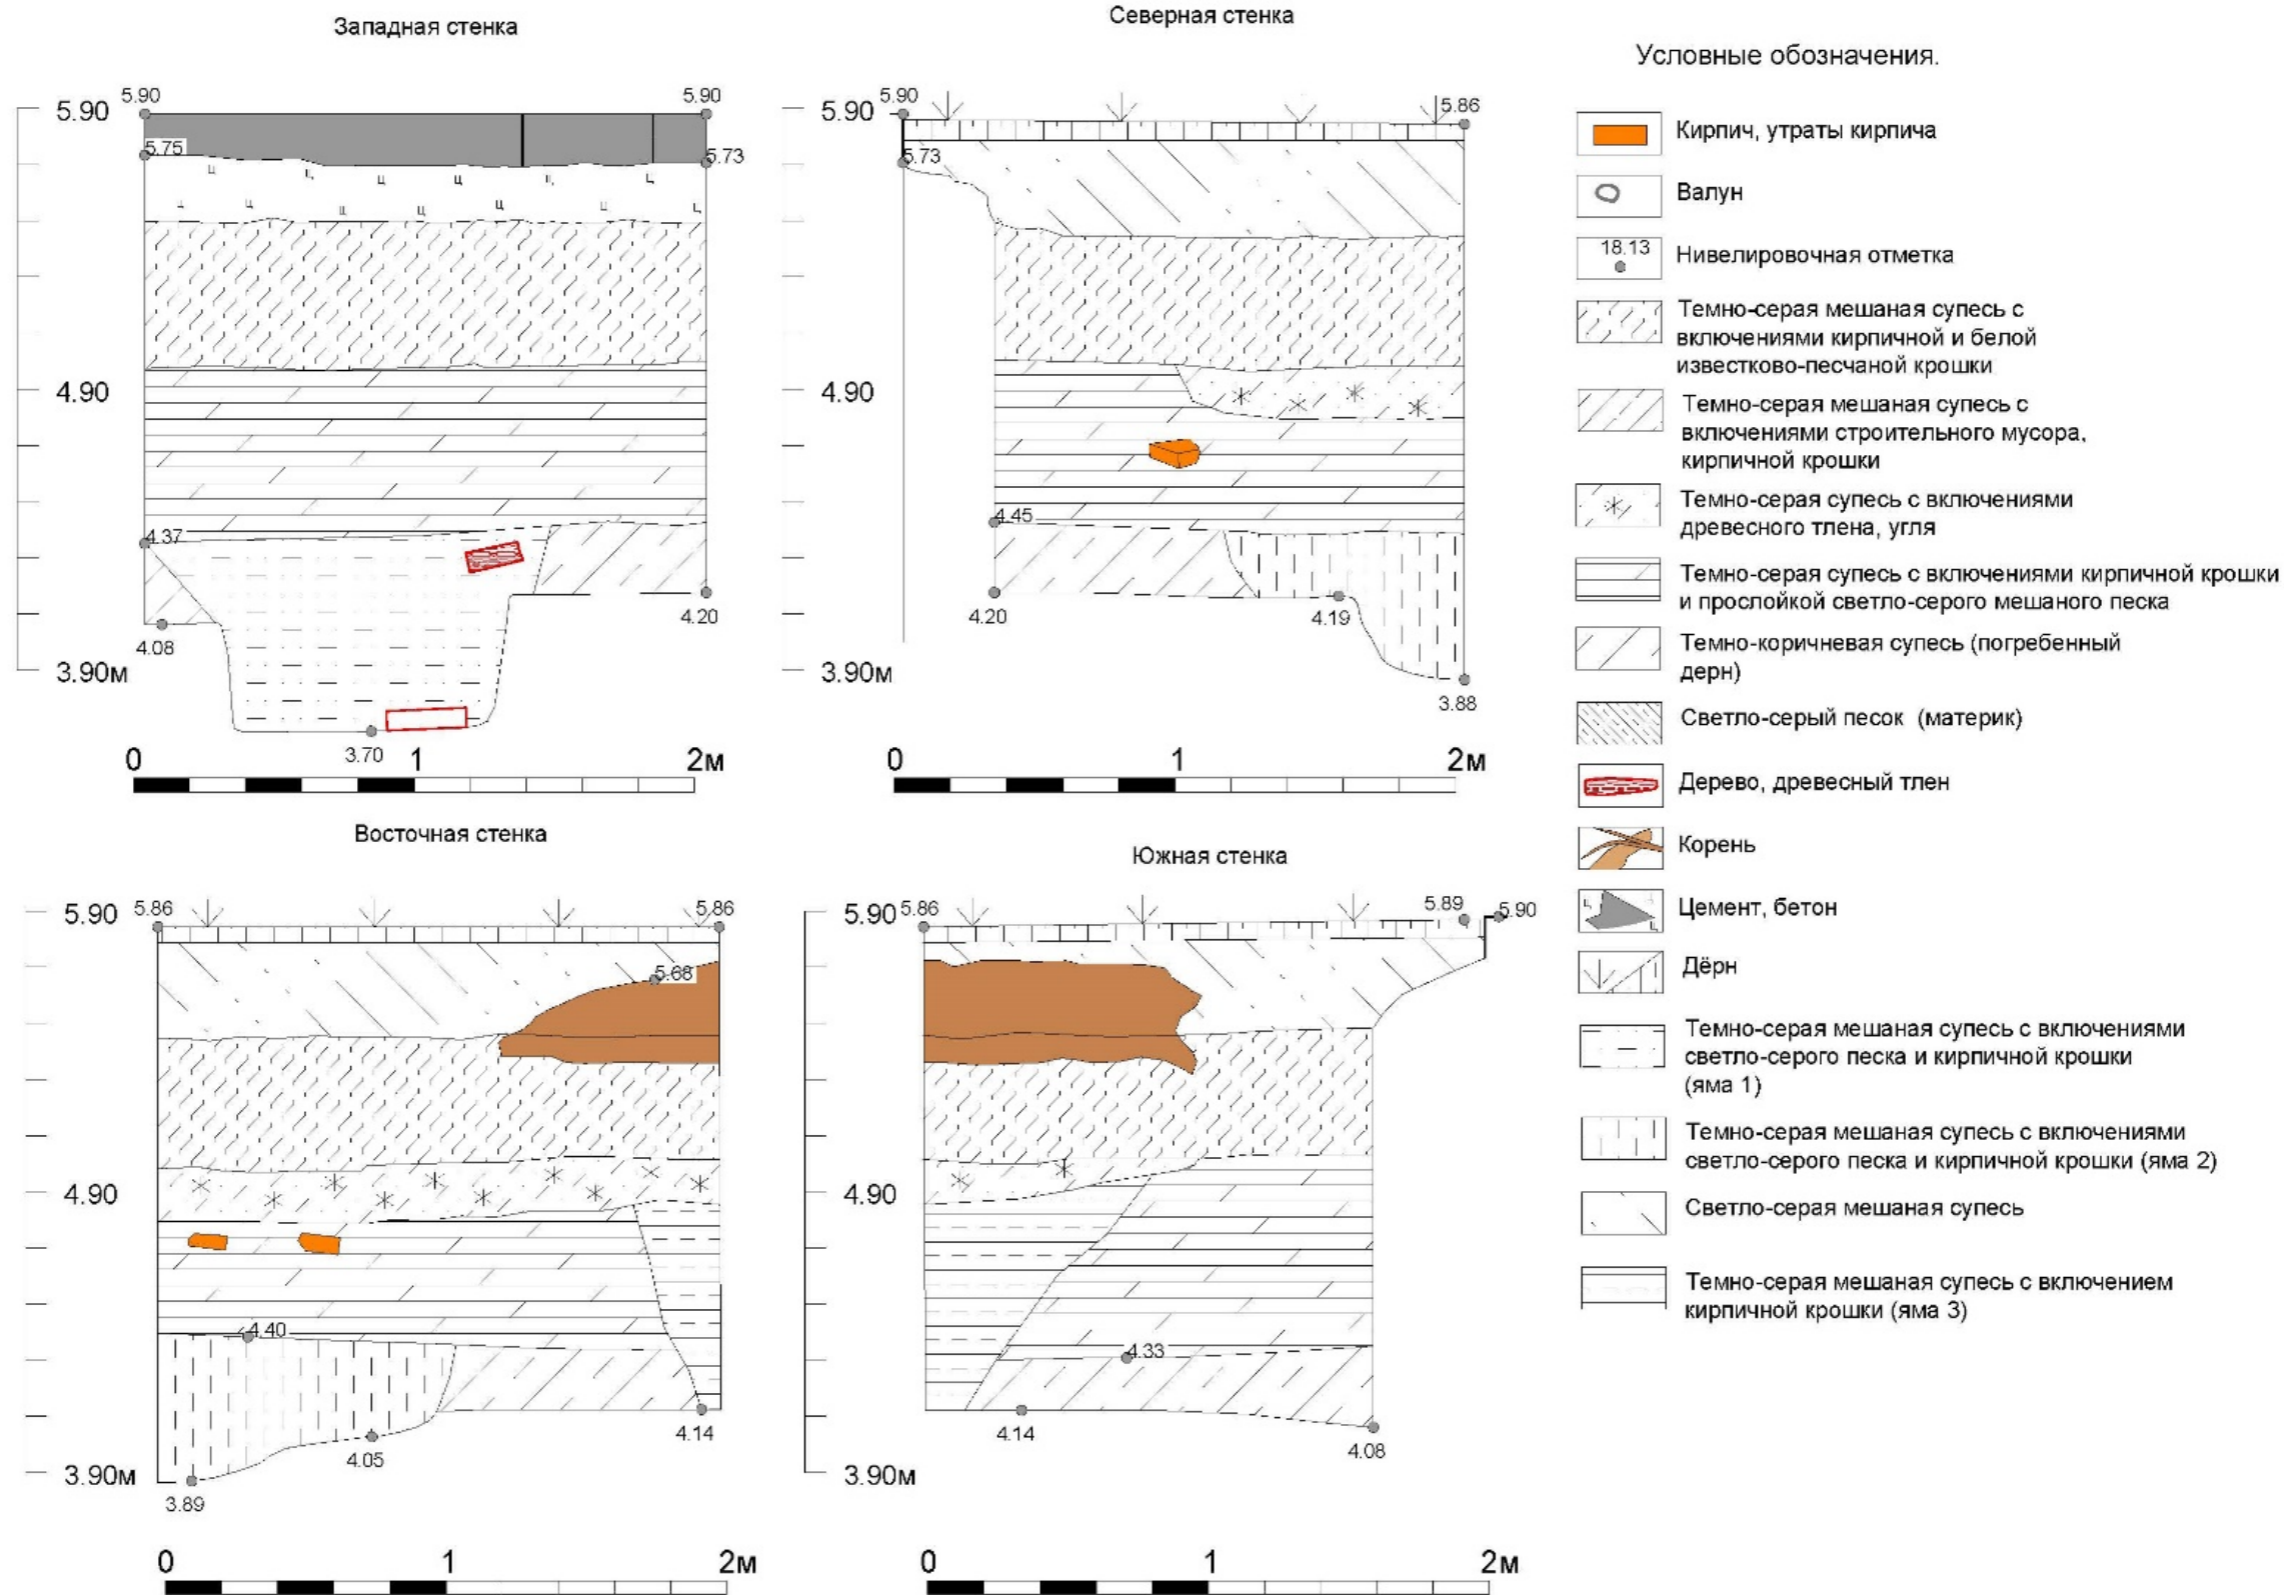 Западная стенка
5.90
5.90
5.90
5.75
5.73
4.90
4.37
4.20
4.08
3.90м
3.70
0 1 2м
Северная стенка
5.90
5.90
5.86
5.73
4.90
4.45
4.20
4.19
3.90м
3.88
0 1 2м
Восточная стенка
5.90
5.86
5.86
5.68
4.90
4.40
4.14
4.05
3.90м
3.89
0 1 2м
Южная стенка
5.90
5.86
5.89
5.90
4.90
4.33
4.14
4.08
3.90м
0 1 2м
Условные обозначения.
Кирпич, утраты кирпича
Валун
18.13
Нивелировочная отметка
Темно-серая мешаная супесь с
включениями кирпичной и белой
известково-песчаной крошки
Темно-серая мешаная супесь с
включениями строительного мусора,
кирпичной крошки
Темно-серая супесь с включениями
древесного тлена, угля
Темно-серая супесь с включениями кирпичной крошки
и прослойкой светло-серого мешаного песка
Темно-коричневая супесь (погребенный
дерн)
Светло-серый песок (материк)
Дерево, древесный тлен
Корень
Цемент, бетон
Дёрн
Темно-серая мешаная супесь с включениями
светло-серого песка и кирпичной крошки
(яма 1)
Темно-серая мешаная супесь с включениями
светло-серого песка и кирпичной крошки (яма 2)
Светло-серая мешаная супесь
Темно-серая мешаная супесь с включением
кирпичной крошки (яма 3)